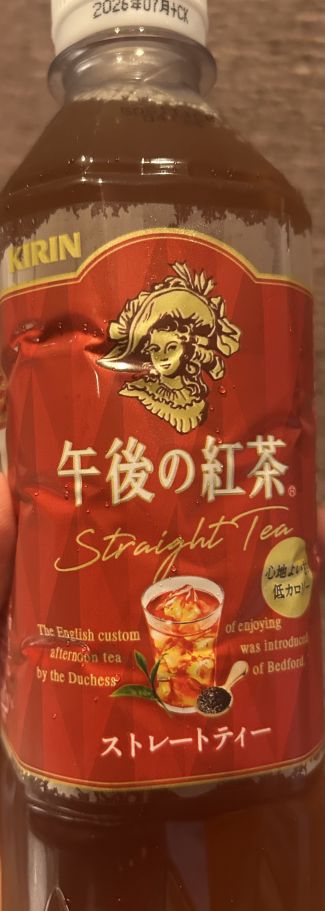 2026年07月+CK
KIRIN
午後の紅茶®
Straight Tea
心地よい
低カロリー
The English custom of enjoying
afternoon tea was introduced
by the Duchess of Bedford.
ストレートティー